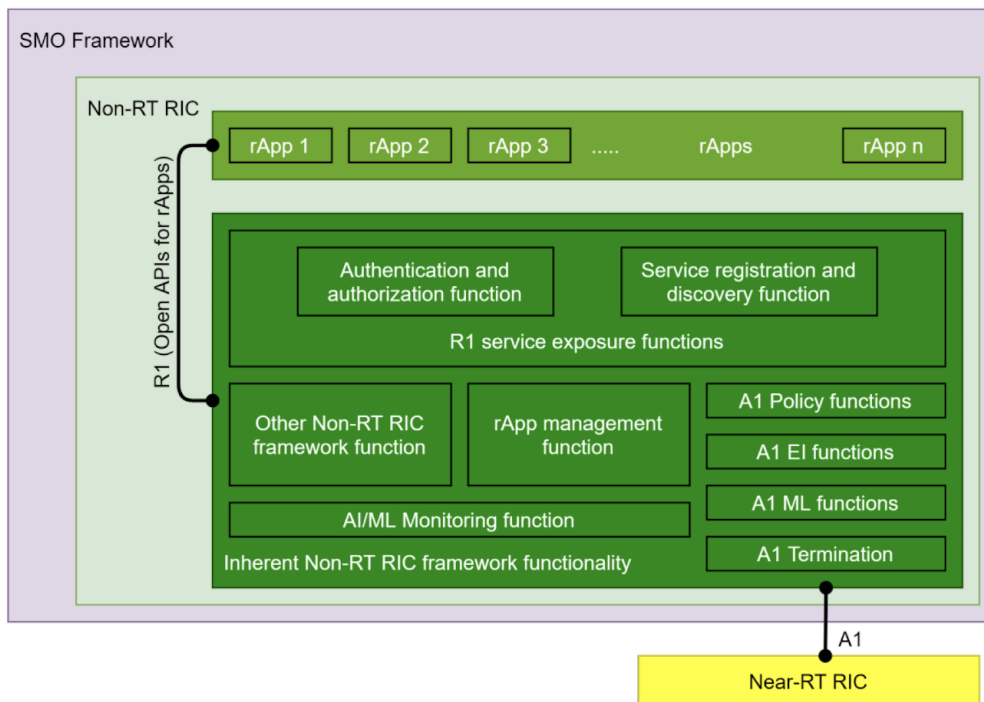 SMO Framework
Non-RT RIC
rApp 1
rApp 2
rApp 3
.....
rApps
rApp n
R1 (Open APIs for rApps)
Authentication and
authorization function
Service registration and
discovery function
R1 service exposure functions
Other Non-RT RIC
framework function
rApp management
function
A1 Policy functions
A1 EI functions
A1 ML functions
AI/ML Monitoring function
A1 Termination
Inherent Non-RT RIC framework functionality
A1
Near-RT RIC